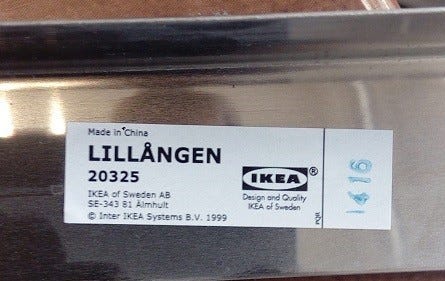 Made in China
LILLÅNGEN
20325
IKEA of Sweden AB
SE-343 81 Älmhult
© Inter IKEA Systems B.V. 1999
IKEA®
Design and Quality
IKEA of Sweden
PQR
1416